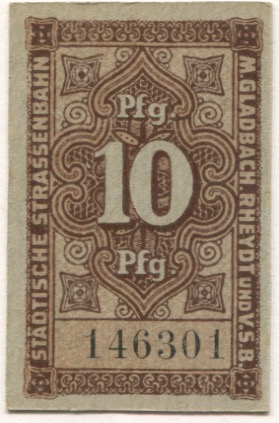 STÄDTISCHE STRASSENBAHN
Pfg.
10
Pfg.
M.GLADBACH, RHEYDT UND V. S. B.
146301